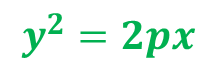 y² = 2px